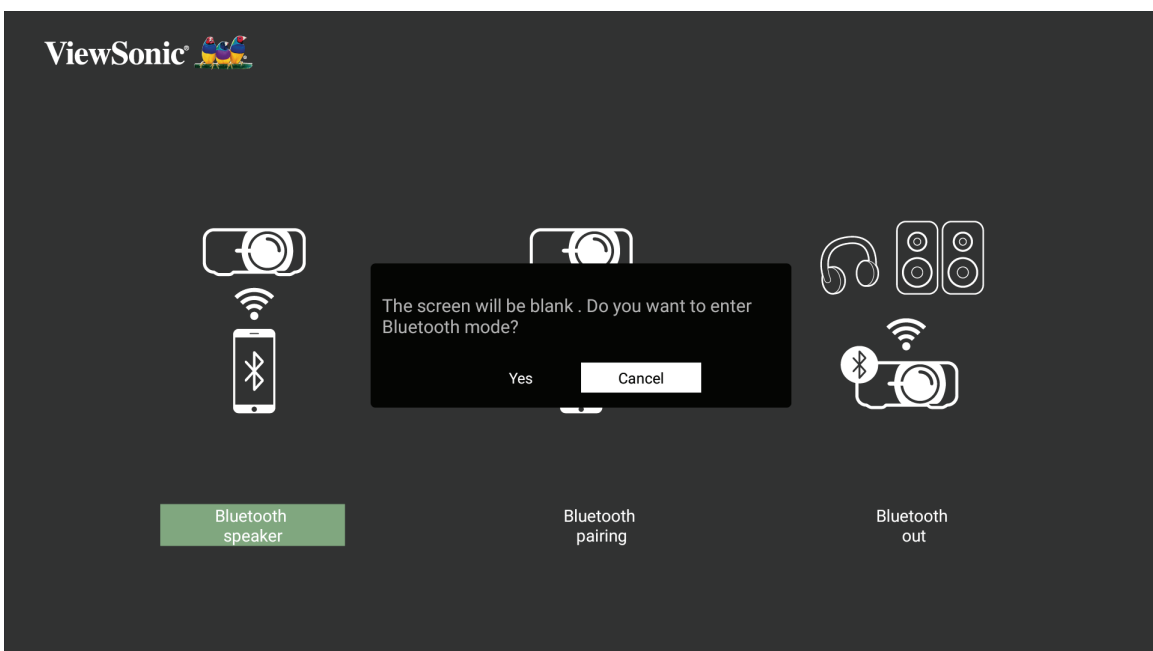 ViewSonic®
The screen will be blank . Do you want to enter
Bluetooth mode?
Yes
Cancel
Bluetooth
speaker
Bluetooth
pairing
Bluetooth
out